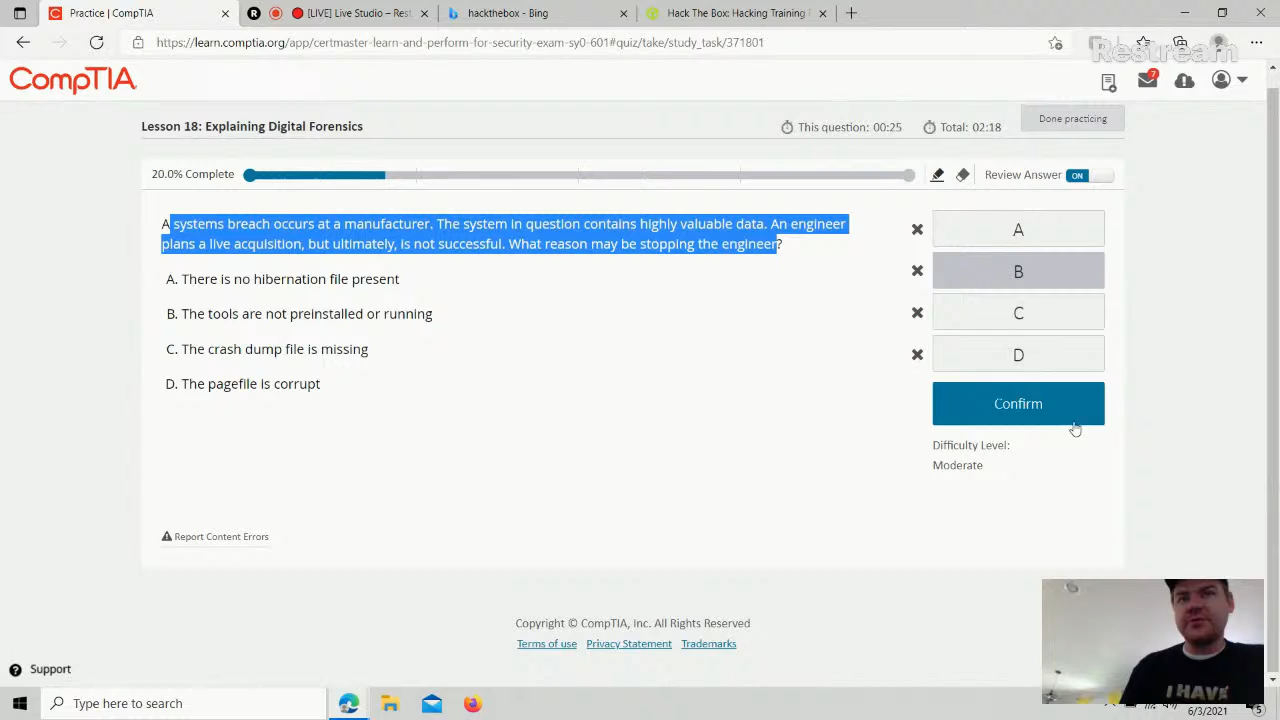 Practice | CompTIA
[LIVE] Live Studio – Rest
hackthebox - Bing
Hack The Box: Hacking Training F
https://learn.comptia.org/app/certmaster-learn-and-perform-for-security-exam-sy0-601#quiz/take/study_task/371801
Restream
CompTIA.
7
Lesson 18: Explaining Digital Forensics
This question: 00:25
Total: 02:18
Done practicing
20.0% Complete
Review Answer
ON
A systems breach occurs at a manufacturer. The system in question contains highly valuable data. An engineer
plans a live acquisition, but ultimately, is not successful. What reason may be stopping the engineer?
A. There is no hibernation file present
B. The tools are not preinstalled or running
C. The crash dump file is missing
D. The pagefile is corrupt
A
B
C
D
Confirm
Difficulty Level:
Moderate
Report Content Errors
Copyright © CompTIA, Inc. All Rights Reserved
Terms of use
Privacy Statement
Trademarks
Support
I HAVE
Type here to search
6/3/2021
5